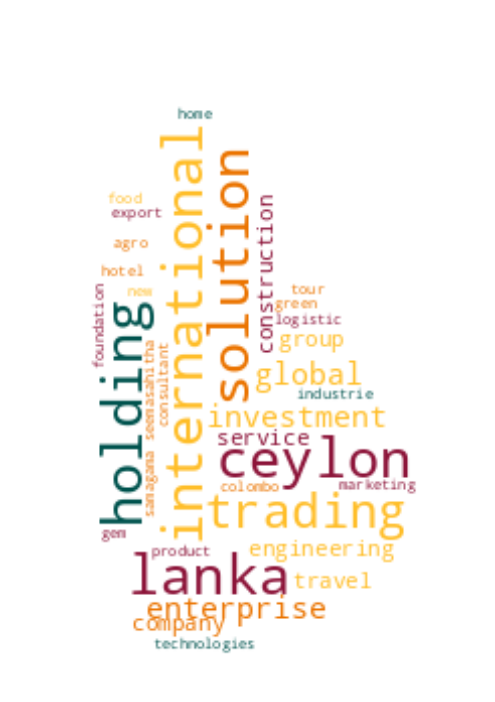 home
international
solution
food
export
construction
agro
hotel
new
foundation
tour
green
logistic
holding
group
samagama seemasahitha
consultant
global
industrie
investment
service
ceylon
colombo
marketing
trading
gem
product
engineering
lanka
travel
enterprise
company
technologies